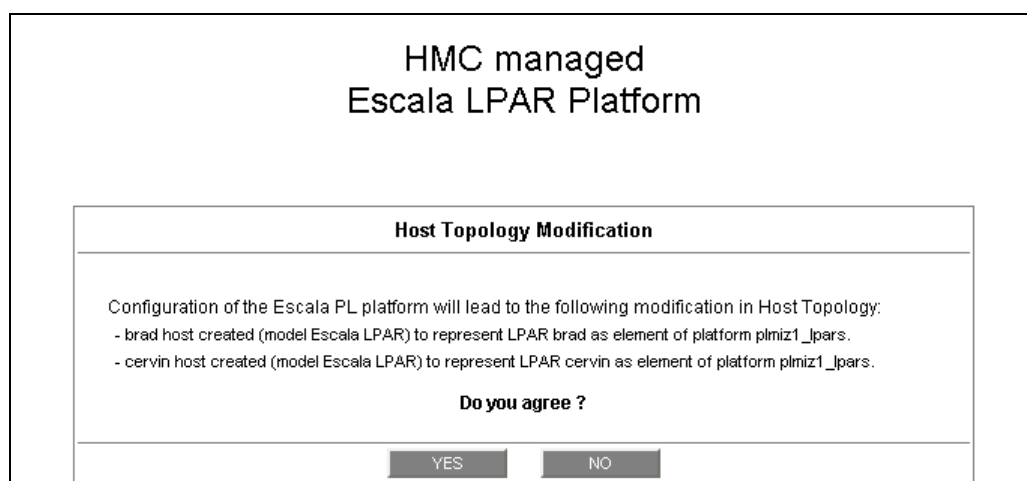 HMC managed
Escala LPAR Platform
Host Topology Modification
Configuration of the Escala PL platform will lead to the following modification in Host Topology:
- brad host created (model Escala LPAR) to represent LPAR brad as element of platform plmiz1_lpars.
- cervin host created (model Escala LPAR) to represent LPAR cervin as element of platform plmiz1_lpars.
Do you agree ?
YES NO